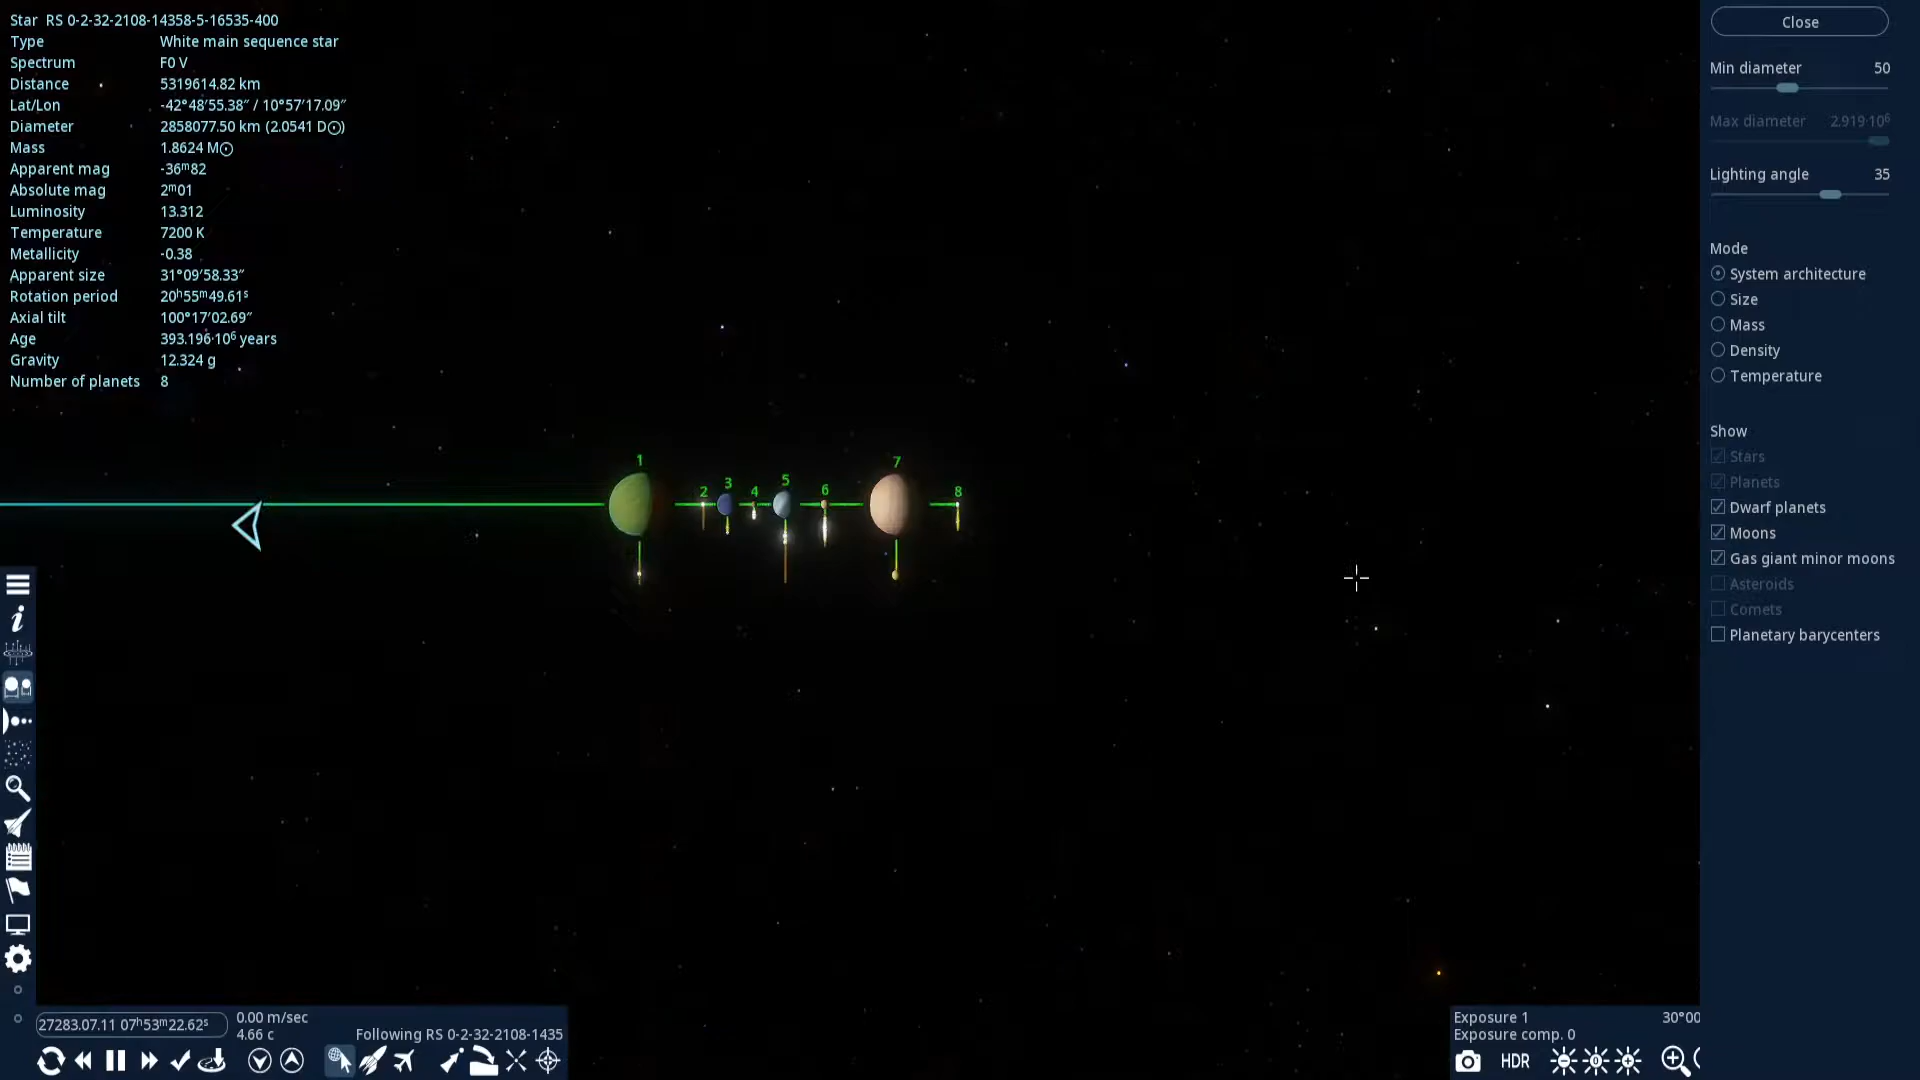 Star RS 0-2-32-2108-14358-5-16535-400
Type White main sequence star
Spectrum F0 V
Distance 5319614.82 km
Lat/Lon -42°48′55.38″ / 10°57′17.09″
Diameter 2858077.50 km (2.0541 D☉)
Mass 1.8624 M☉
Apparent mag -36ᵐ82
Absolute mag 2ᵐ01
Luminosity 13.312
Temperature 7200 K
Metallicity -0.38
Apparent size 31°09′58.33″
Rotation period 20ʰ55ᵐ49.61ˢ
Axial tilt 100°17′02.69″
Age 393.196·10⁶ years
Gravity 12.324 g
Number of planets 8
1
2
3
4
5
6
7
8
Close
Min diameter 50
Max diameter 2.919·10⁶
Lighting angle 35
Mode
System architecture
Size
Mass
Density
Temperature
Show
Stars
Planets
Dwarf planets
Moons
Gas giant minor moons
Asteroids
Comets
Planetary barycenters
27283.07.11 07ʰ53ᵐ22.62ˢ
0.00 m/sec
4.66 c
Following RS 0-2-32-2108-1435
Exposure 1 30°00
Exposure comp. 0
HDR